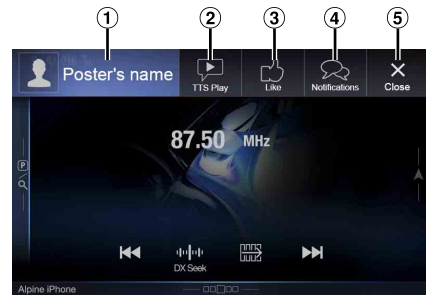 1 2 3 4 5
Poster's name
TTS Play Like Notifications Close
87.50 MHz
P
DX Seek
Alpine iPhone